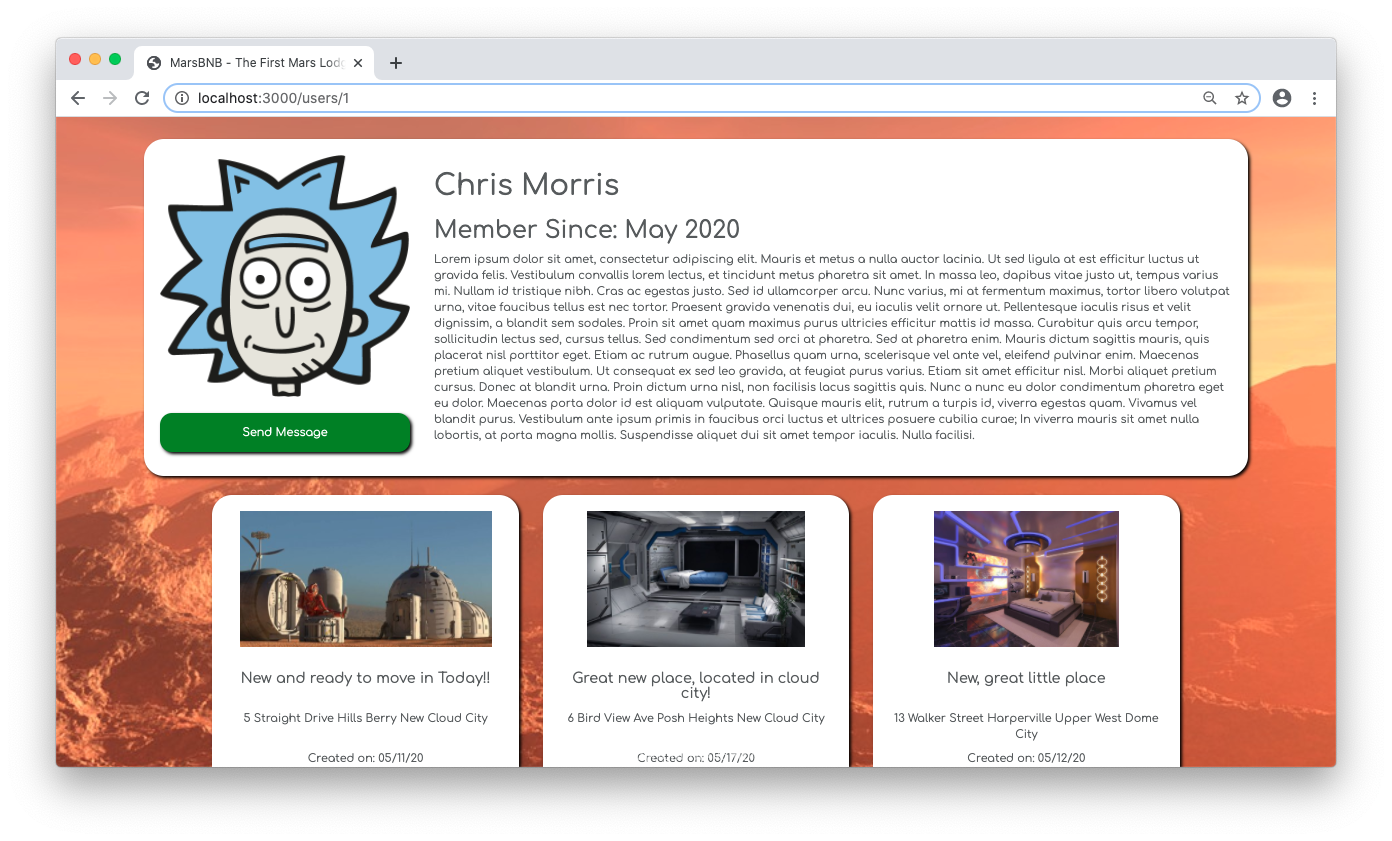 MarsBNB - The First Mars Lodg
localhost:3000/users/1
Chris Morris
Member Since: May 2020
Lorem ipsum dolor sit amet, consectetur adipiscing elit. Mauris et metus a nulla auctor lacinia. Ut sed ligula at est efficitur luctus ut
gravida felis. Vestibulum convallis lorem lectus, et tincidunt metus pharetra sit amet. In massa leo, dapibus vitae justo ut, tempus varius
mi. Nullam id tristique nibh. Cras ac egestas justo. Sed id ullamcorper arcu. Nunc varius, mi at fermentum maximus, tortor libero volutpat
urna, vitae faucibus tellus est nec tortor. Praesent gravida venenatis dui, eu iaculis velit ornare ut. Pellentesque iaculis risus et velit
dignissim, a blandit sem sodales. Proin sit amet quam maximus purus ultricies efficitur mattis id massa. Curabitur quis arcu tempor,
sollicitudin lectus sed, cursus tellus. Sed condimentum sed orci at pharetra. Sed at pharetra enim. Mauris dictum sagittis mauris, quis
placerat nisl porttitor eget. Etiam ac rutrum augue. Phasellus quam urna, scelerisque vel ante vel, eleifend pulvinar enim. Maecenas
pretium aliquet vestibulum. Ut consequat ex sed leo gravida, at feugiat purus varius. Etiam sit amet efficitur nisl. Morbi aliquet pretium
cursus. Donec at blandit urna. Proin dictum urna nisl, non facilisis lacus sagittis quis. Nunc a nunc eu dolor condimentum pharetra eget
eu dolor. Maecenas porta dolor id est aliquam vulputate. Quisque mauris elit, rutrum a turpis id, viverra egestas quam. Vivamus vel
blandit purus. Vestibulum ante ipsum primis in faucibus orci luctus et ultrices posuere cubilia curae; In viverra mauris sit amet nulla
lobortis, at porta magna mollis. Suspendisse aliquet dui sit amet tempor iaculis. Nulla facilisi.
Send Message
New and ready to move in Today!!
5 Straight Drive Hills Berry New Cloud City
Created on: 05/11/20
Great new place, located in cloud
city!
6 Bird View Ave Posh Heights New Cloud City
Created on: 05/17/20
New, great little place
13 Walker Street Harperville Upper West Dome
City
Created on: 05/12/20